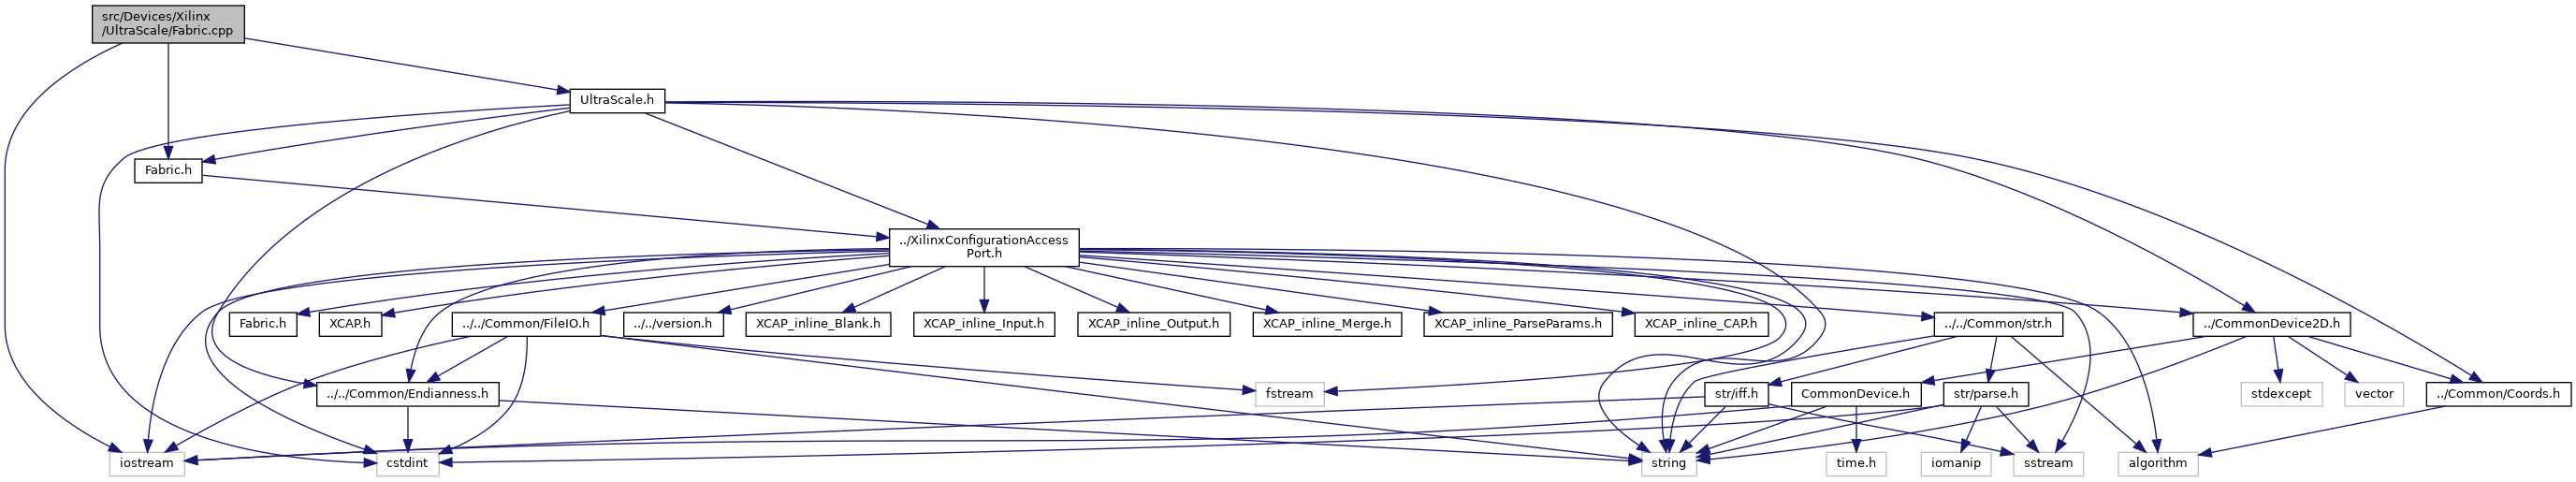 src/Devices/Xilinx
/UltraScale/Fabric.cpp
UltraScale.h
Fabric.h
../XilinxConfigurationAccess
Port.h
Fabric.h
XCAP.h
../../Common/FileIO.h
../../version.h
XCAP_inline_Blank.h
XCAP_inline_Input.h
XCAP_inline_Output.h
XCAP_inline_Merge.h
XCAP_inline_ParseParams.h
XCAP_inline_CAP.h
../../Common/str.h
../CommonDevice2D.h
../../Common/Endianness.h
fstream
str/iff.h
CommonDevice.h
str/parse.h
stdexcept
vector
../Common/Coords.h
iostream
cstdint
string
time.h
iomanip
sstream
algorithm